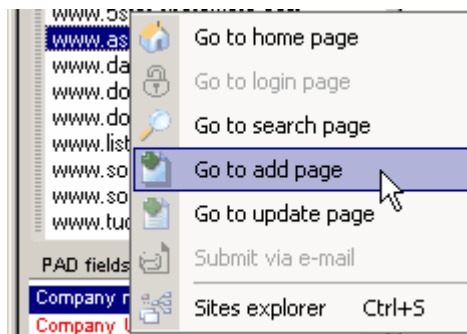 www.as
Go to home page
www.da
Go to login page
www.do
www.do
Go to search page
www.list
www.so
Go to add page
www.so
Go to update page
www.tuc
PAD fields
Submit via e-mail
Company
Sites explorer Ctrl+S
Company